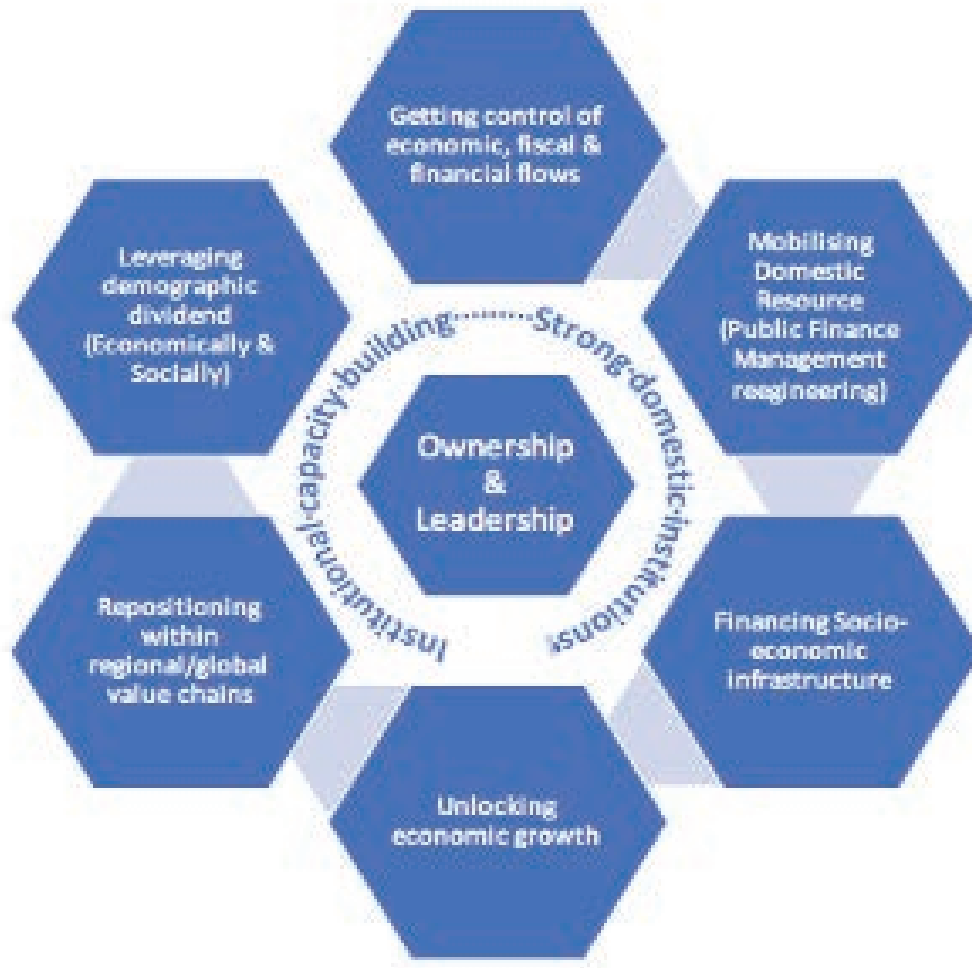 Getting control of
economic, fiscal &
financial flows
Mobilising
Domestic
Resource
(Public Finance
Management
reegineering)
Financing Socio-
economic
infrastructure
Unlocking
economic growth
Repositioning
within
regional/global
value chains
Leveraging
demographic
dividend
(Economically &
Socially)
Institutional·capacity·building·········Strong·domestic·institutions
Ownership
&
Leadership